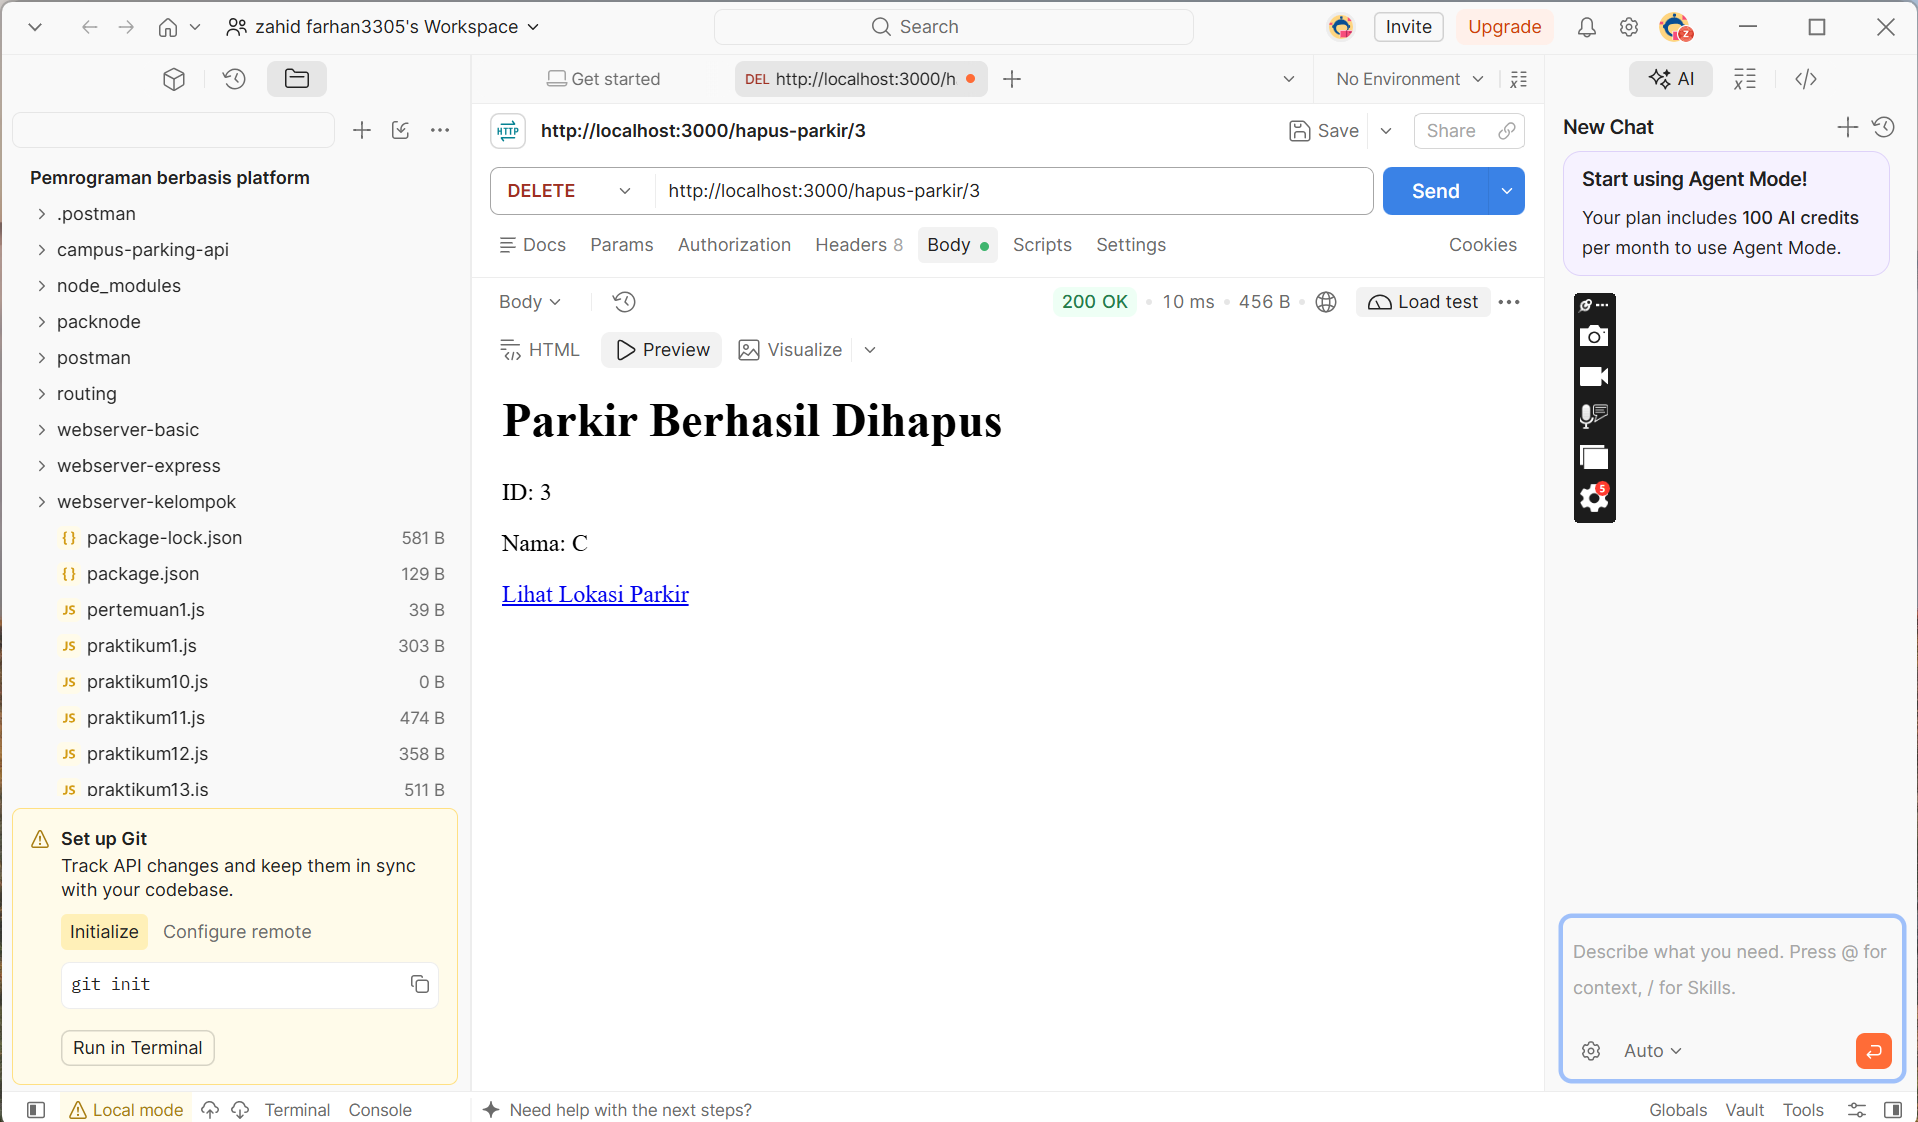 zahid farhan3305's Workspace
Search
Invite
Upgrade
Z
Get started
DEL http://localhost:3000/h
No Environment
AI
HTTP
http://localhost:3000/hapus-parkir/3
Save
Share
New Chat
Pemrograman berbasis platform
.postman
campus-parking-api
node_modules
packnode
postman
routing
webserver-basic
webserver-express
webserver-kelompok
{} package-lock.json 581 B
{} package.json 129 B
JS pertemuan1.js 39 B
JS praktikum1.js 303 B
JS praktikum10.js 0 B
JS praktikum11.js 474 B
JS praktikum12.js 358 B
JS praktikum13.js 511 B
Set up Git
Track API changes and keep them in sync
with your codebase.
Initialize
Configure remote
git init
Run in Terminal
DELETE
http://localhost:3000/hapus-parkir/3
Send
Docs
Params
Authorization
Headers 8
Body
Scripts
Settings
Cookies
Body
200 OK
10 ms
456 B
Load test
HTML
Preview
Visualize
Parkir Berhasil Dihapus
ID: 3
Nama: C
Lihat Lokasi Parkir
Start using Agent Mode!
Your plan includes 100 AI credits
per month to use Agent Mode.
5
Describe what you need. Press @ for
context, / for Skills.
Auto
Local mode
Terminal
Console
Need help with the next steps?
Globals
Vault
Tools